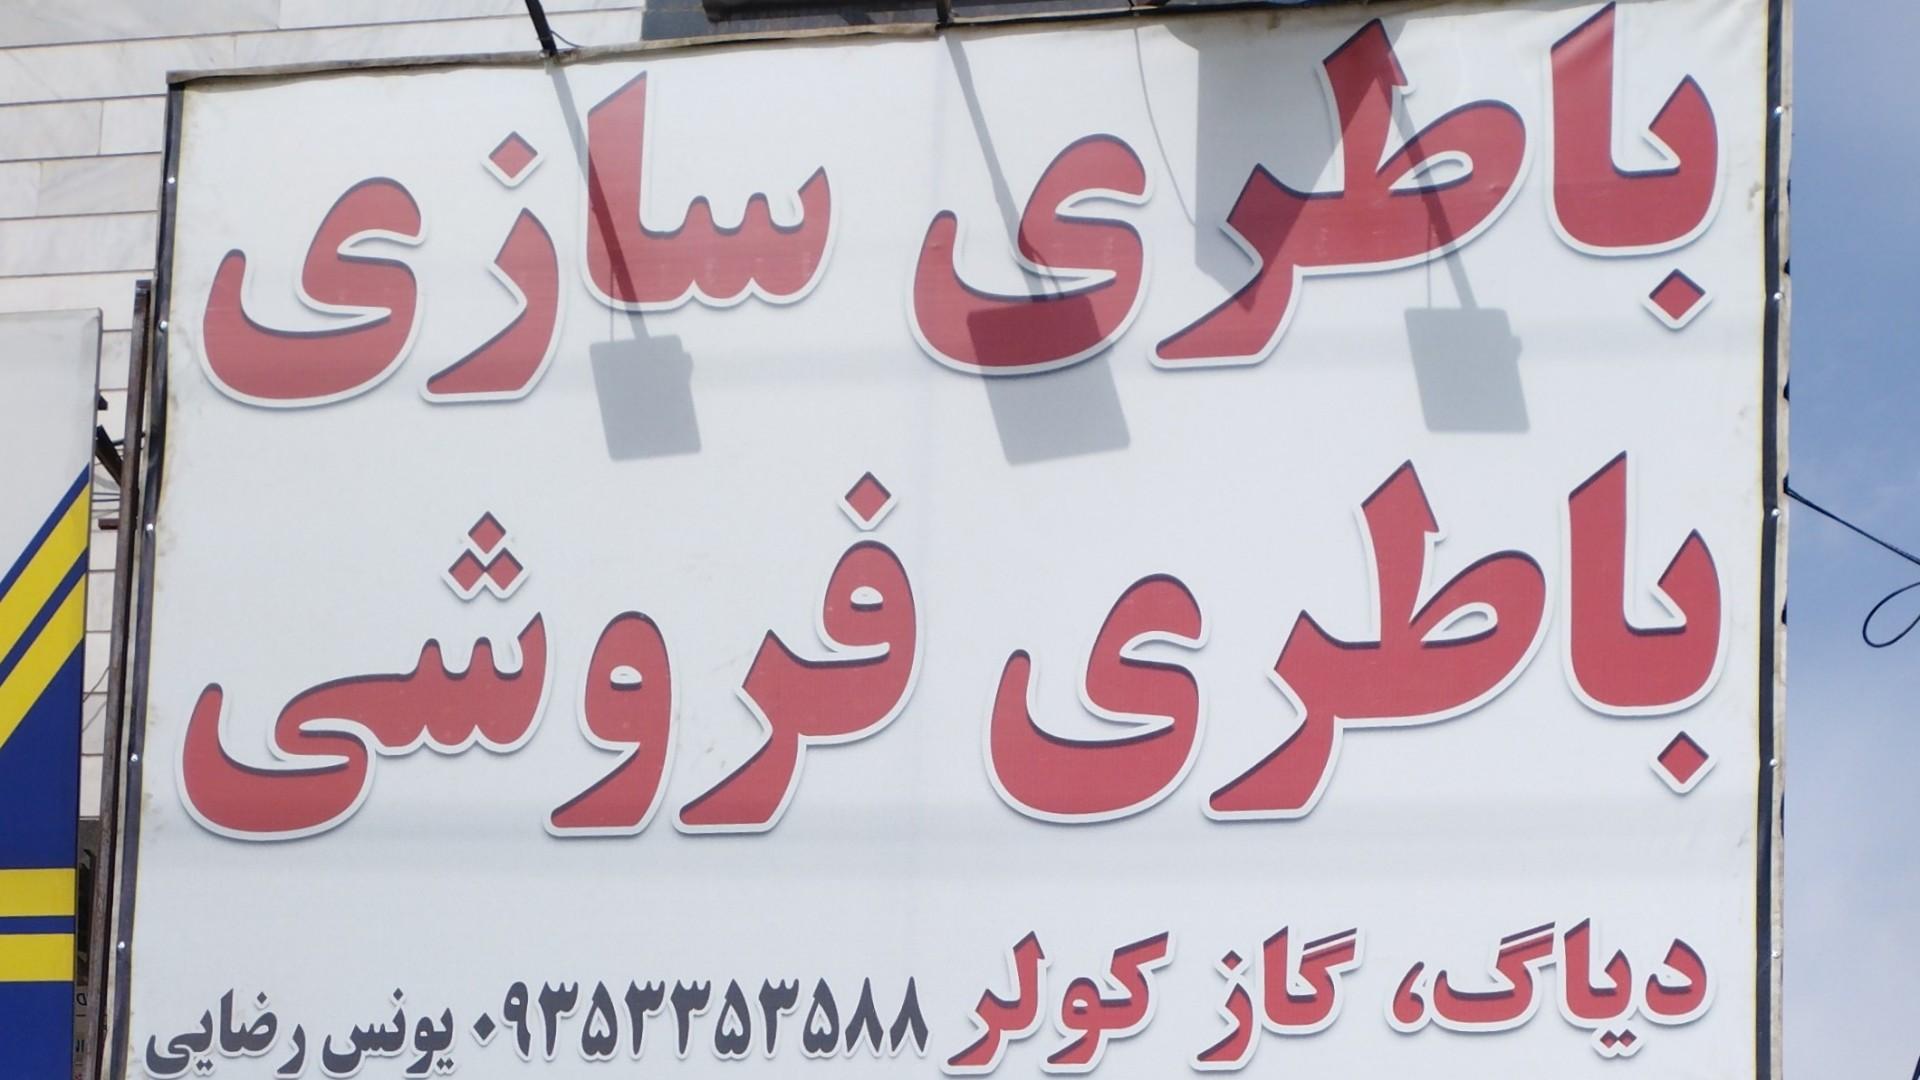 باطری سازی
باطری فروشی
دیاگ، گاز کولر ۰۹۳۵۳۳۵۳۵۸۸ یونس رضایی